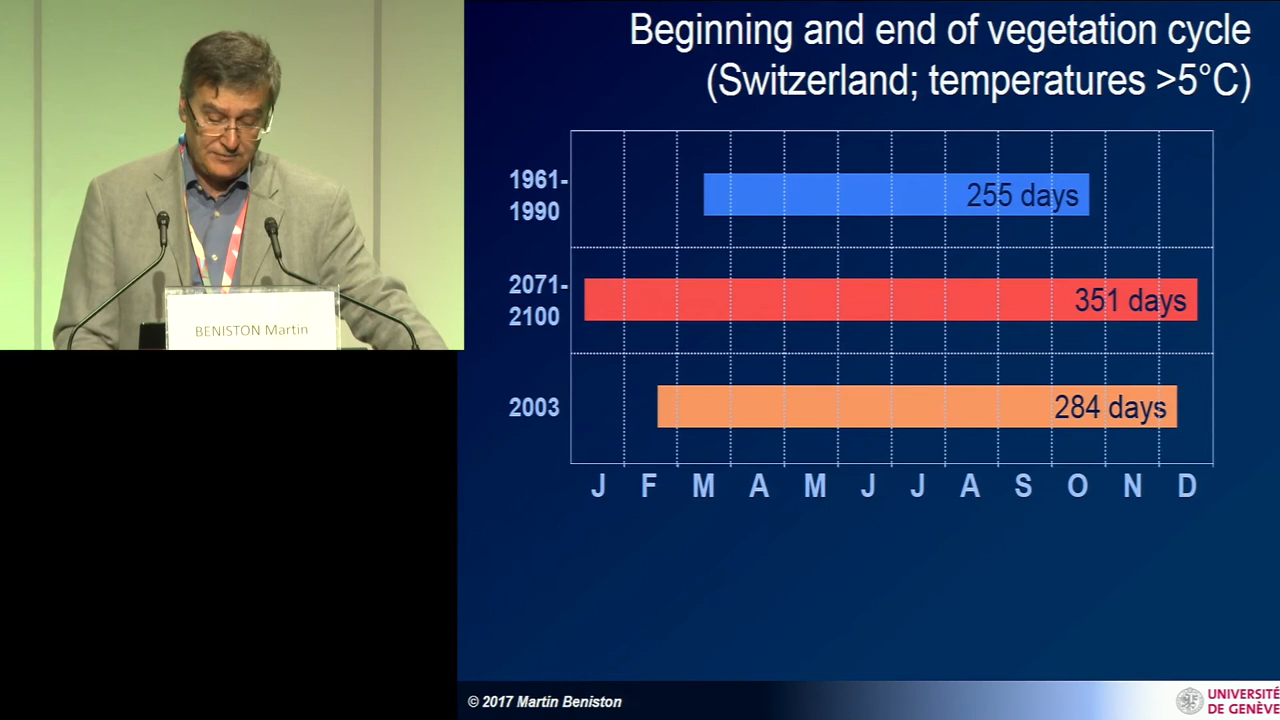 Beginning and end of vegetation cycle
(Switzerland; temperatures >5°C)
1961-
1990
255 days
2071-
2100
351 days
2003
284 days
J F M A M J J A S O N D
BENISTON Martin
© 2017 Martin Beniston
UNIVERSITÉ
DE GENÈVE